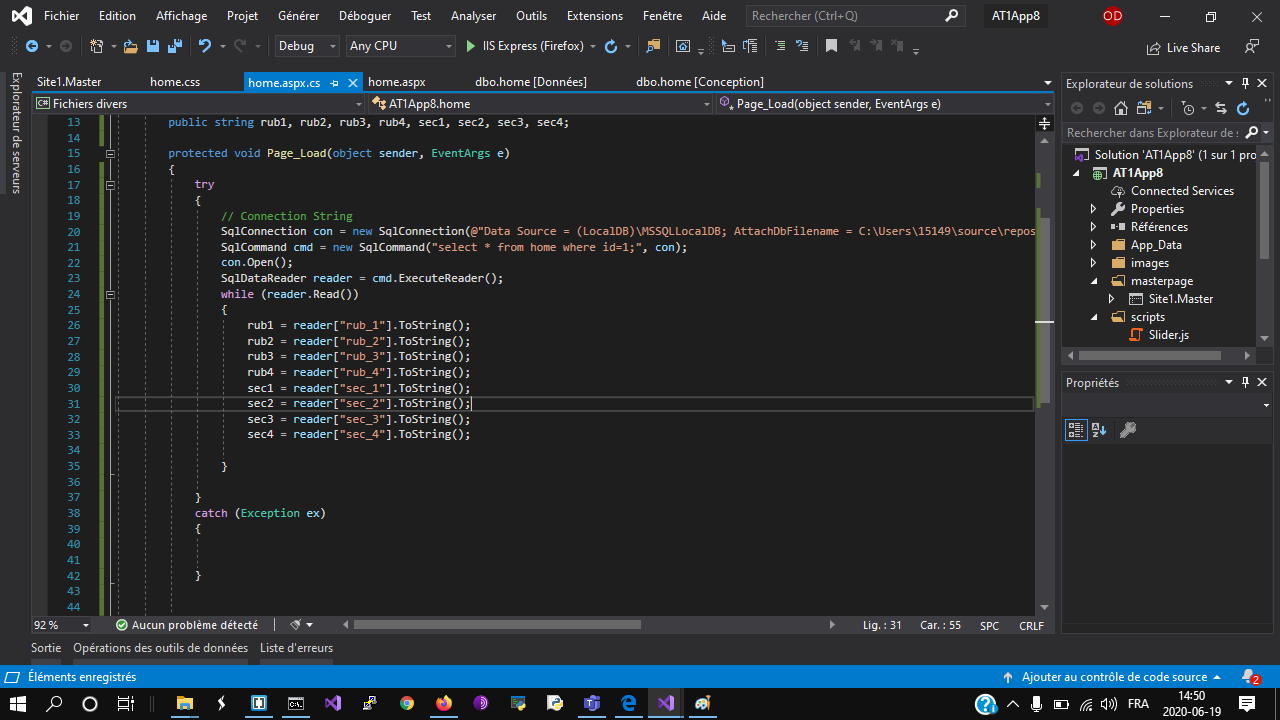 Fichier Edition Affichage Projet Générer Déboguer Test Analyser Outils Extensions Fenêtre Aide Rechercher (Ctrl+Q) AT1App8 OD
Debug Any CPU IIS Express (Firefox) Live Share
Site1.Master home.css home.aspx.cs home.aspx dbo.home [Données] dbo.home [Conception]
C# Fichiers divers AT1App8.home Page_Load(object sender, EventArgs e)
Explorateur de serveurs
13 public string rub1, rub2, rub3, rub4, sec1, sec2, sec3, sec4;
14
15 protected void Page_Load(object sender, EventArgs e)
16 {
17 try
18 {
19 // Connection String
20 SqlConnection con = new SqlConnection(@"Data Source = (LocalDB)\MSSQLLocalDB; AttachDbFilename = C:\Users\15149\source\repos
21 SqlCommand cmd = new SqlCommand("select * from home where id=1;", con);
22 con.Open();
23 SqlDataReader reader = cmd.ExecuteReader();
24 while (reader.Read())
25 {
26 rub1 = reader["rub_1"].ToString();
27 rub2 = reader["rub_2"].ToString();
28 rub3 = reader["rub_3"].ToString();
29 rub4 = reader["rub_4"].ToString();
30 sec1 = reader["sec_1"].ToString();
31 sec2 = reader["sec_2"].ToString();
32 sec3 = reader["sec_3"].ToString();
33 sec4 = reader["sec_4"].ToString();
34
35 }
36
37 }
38 catch (Exception ex)
39 {
40
41
42 }
43
44
92 % Aucun problème détecté Lig. : 31 Car. : 55 SPC CRLF
Sortie Opérations des outils de données Liste d'erreurs
Explorateur de solutions
Rechercher dans Explorateur de s
Solution 'AT1App8' (1 sur 1 pro
AT1App8
Connected Services
Properties
Références
App_Data
images
masterpage
Site1.Master
scripts
Slider.js
Propriétés
Éléments enregistrés Ajouter au contrôle de code source 2
FRA 14:50
2020-06-19